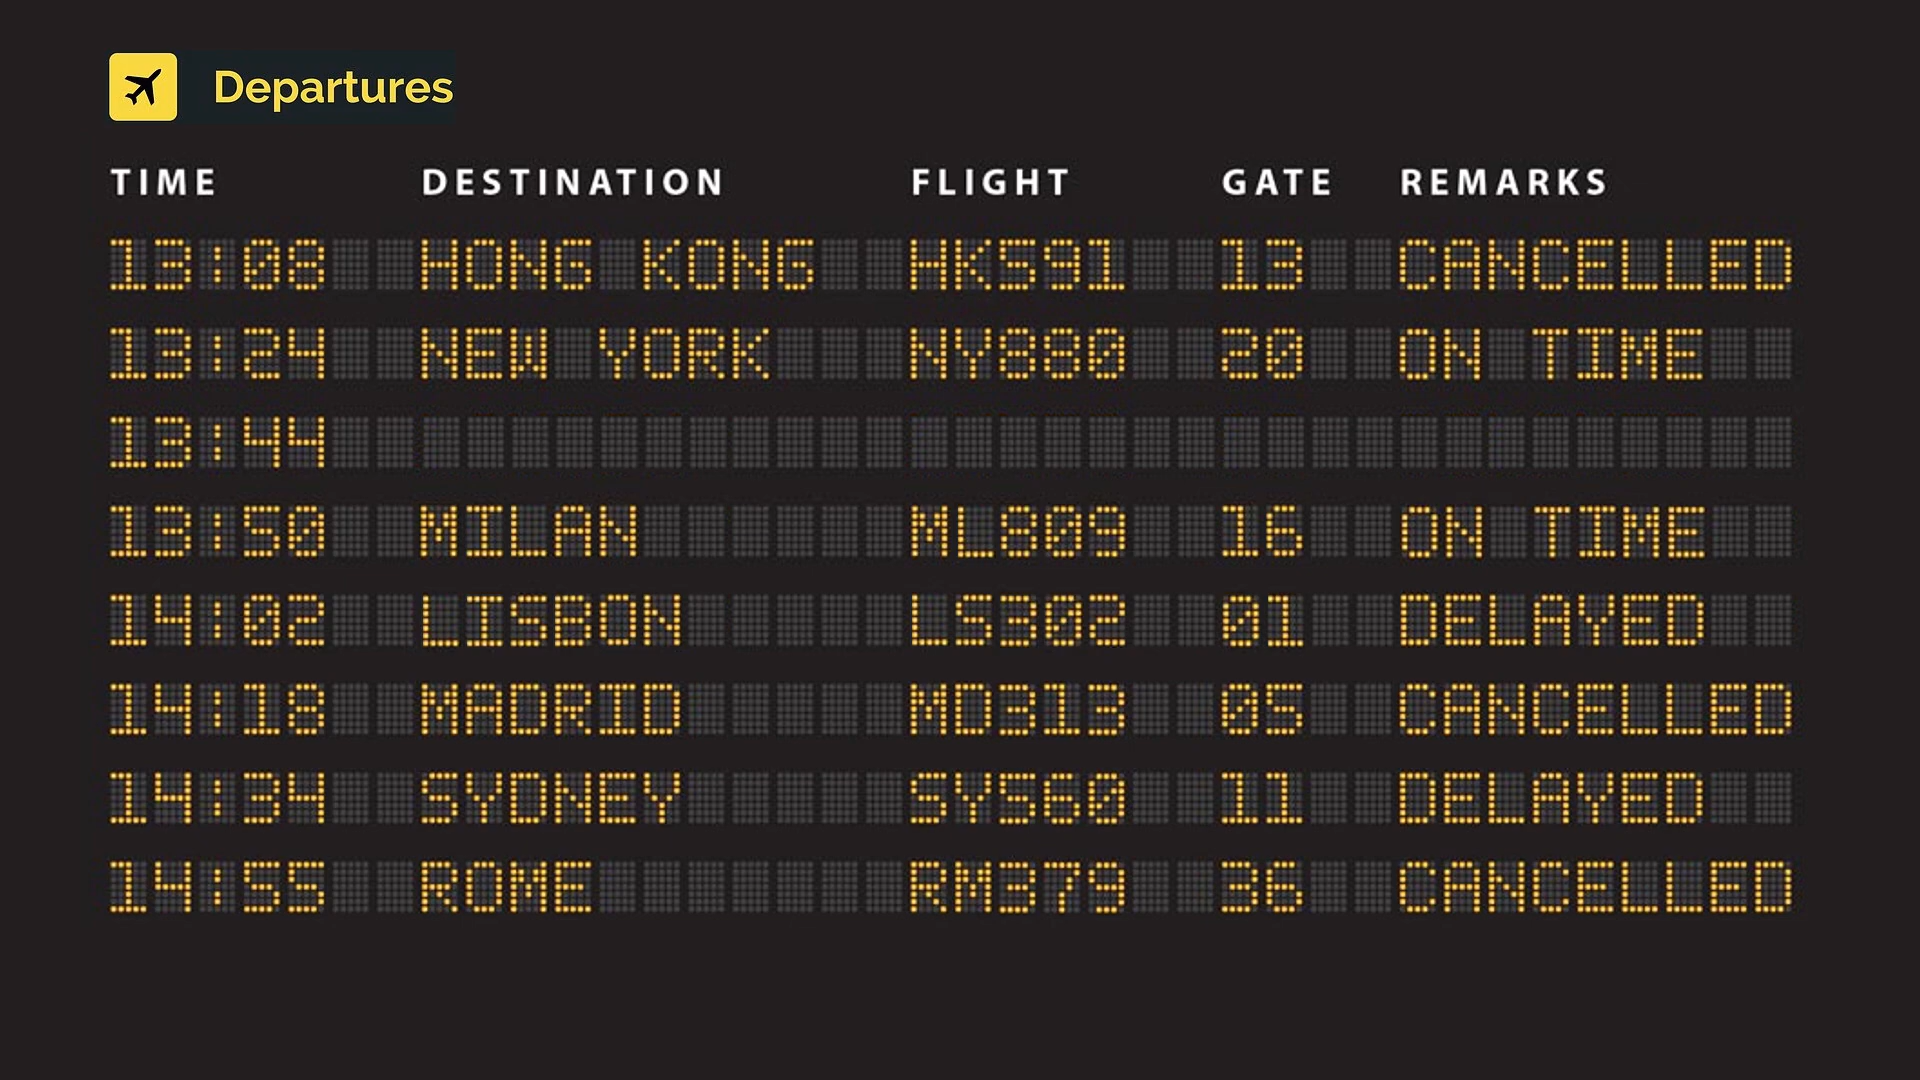 Departures
TIME DESTINATION FLIGHT GATE REMARKS
13:08 HONG KONG HK591 13 CANCELLED
13:24 NEW YORK NY880 20 ON TIME
13:44
13:50 MILAN ML809 16 ON TIME
14:02 LISBON LS302 01 DELAYED
14:18 MADRID MD313 05 CANCELLED
14:34 SYDNEY SY560 11 DELAYED
14:55 ROME RM379 36 CANCELLED